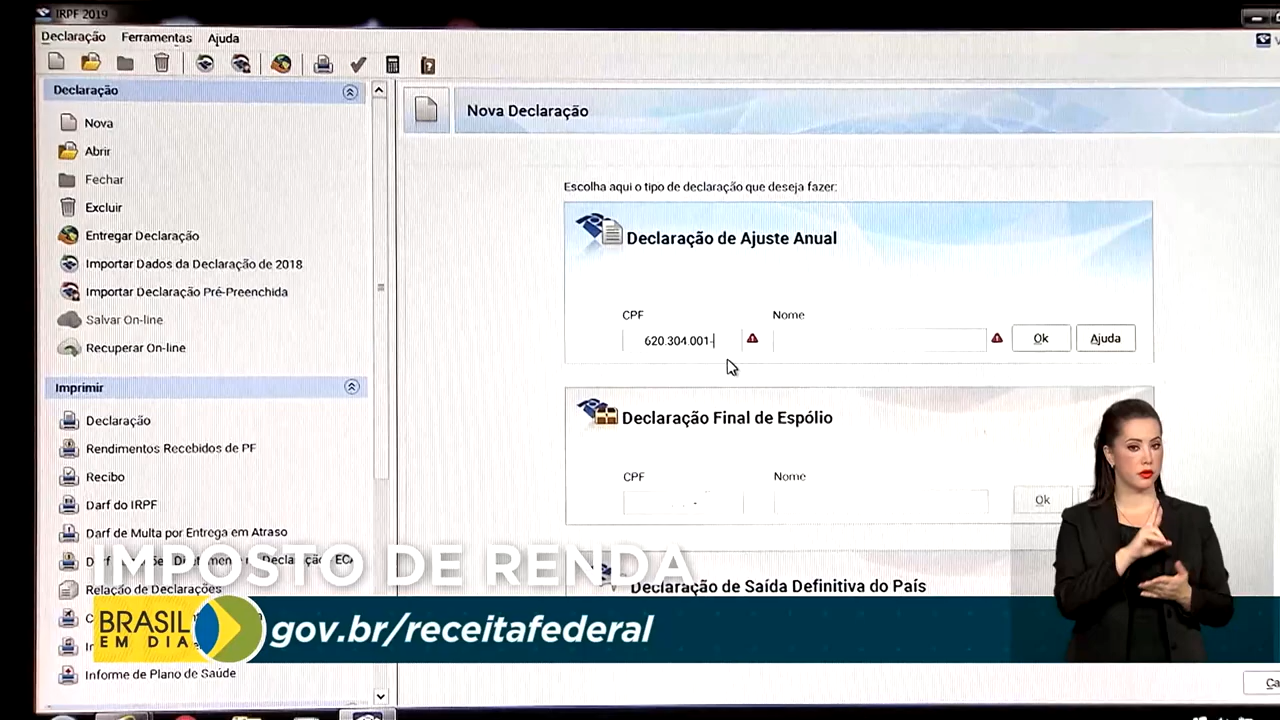 IRPF 2019
Declaração Ferramentas Ajuda
Declaração
Nova
Abrir
Fechar
Excluir
Entregar Declaração
Importar Dados da Declaração de 2018
Importar Declaração Pré-Preenchida
Salvar On-line
Recuperar On-line
Imprimir
Declaração
Rendimentos Recebidos de PF
Recibo
Darf do IRPF
Darf de Multa por Entrega em Atraso
Relação de Declarações
Informe de Plano de Saúde
Nova Declaração
Escolha aqui o tipo de declaração que deseja fazer:
Declaração de Ajuste Anual
CPF Nome
620.304.001- Ok Ajuda
Declaração Final de Espólio
CPF Nome
- Ok
Declaração de Saída Definitiva do País
IMPOSTO DE RENDA
BRASIL
EM DIA
gov.br/receitafederal